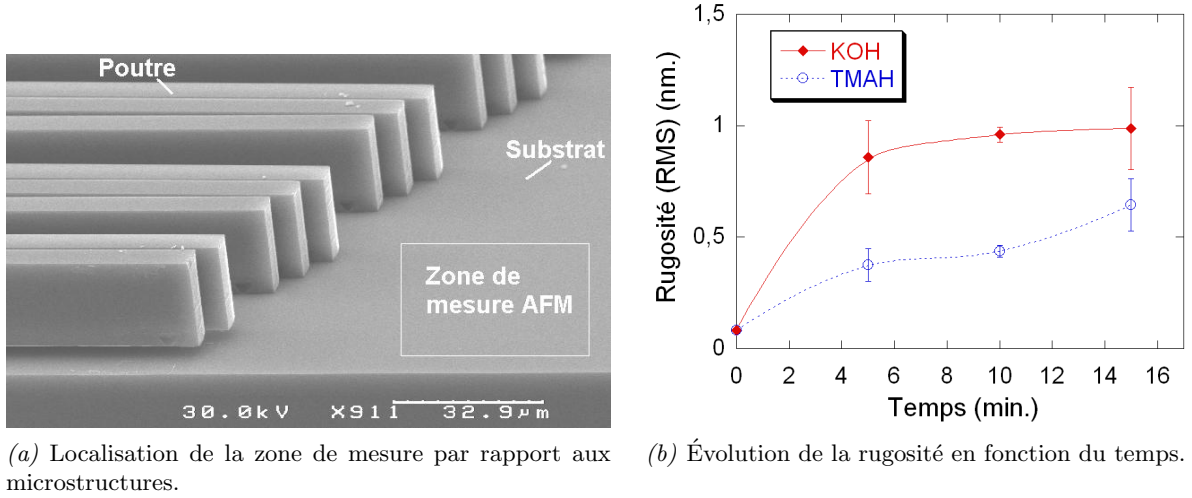 Poutre
Substrat
Zone de
mesure AFM
30.0kV X911 32.9µm
(a) Localisation de la zone de mesure par rapport aux
microstructures.
1,5
1
0,5
0
Rugosité (RMS) (nm.)
KOH
TMAH
0 2 4 6 8 10 12 14 16
Temps (min.)
(b) Évolution de la rugosité en fonction du temps.